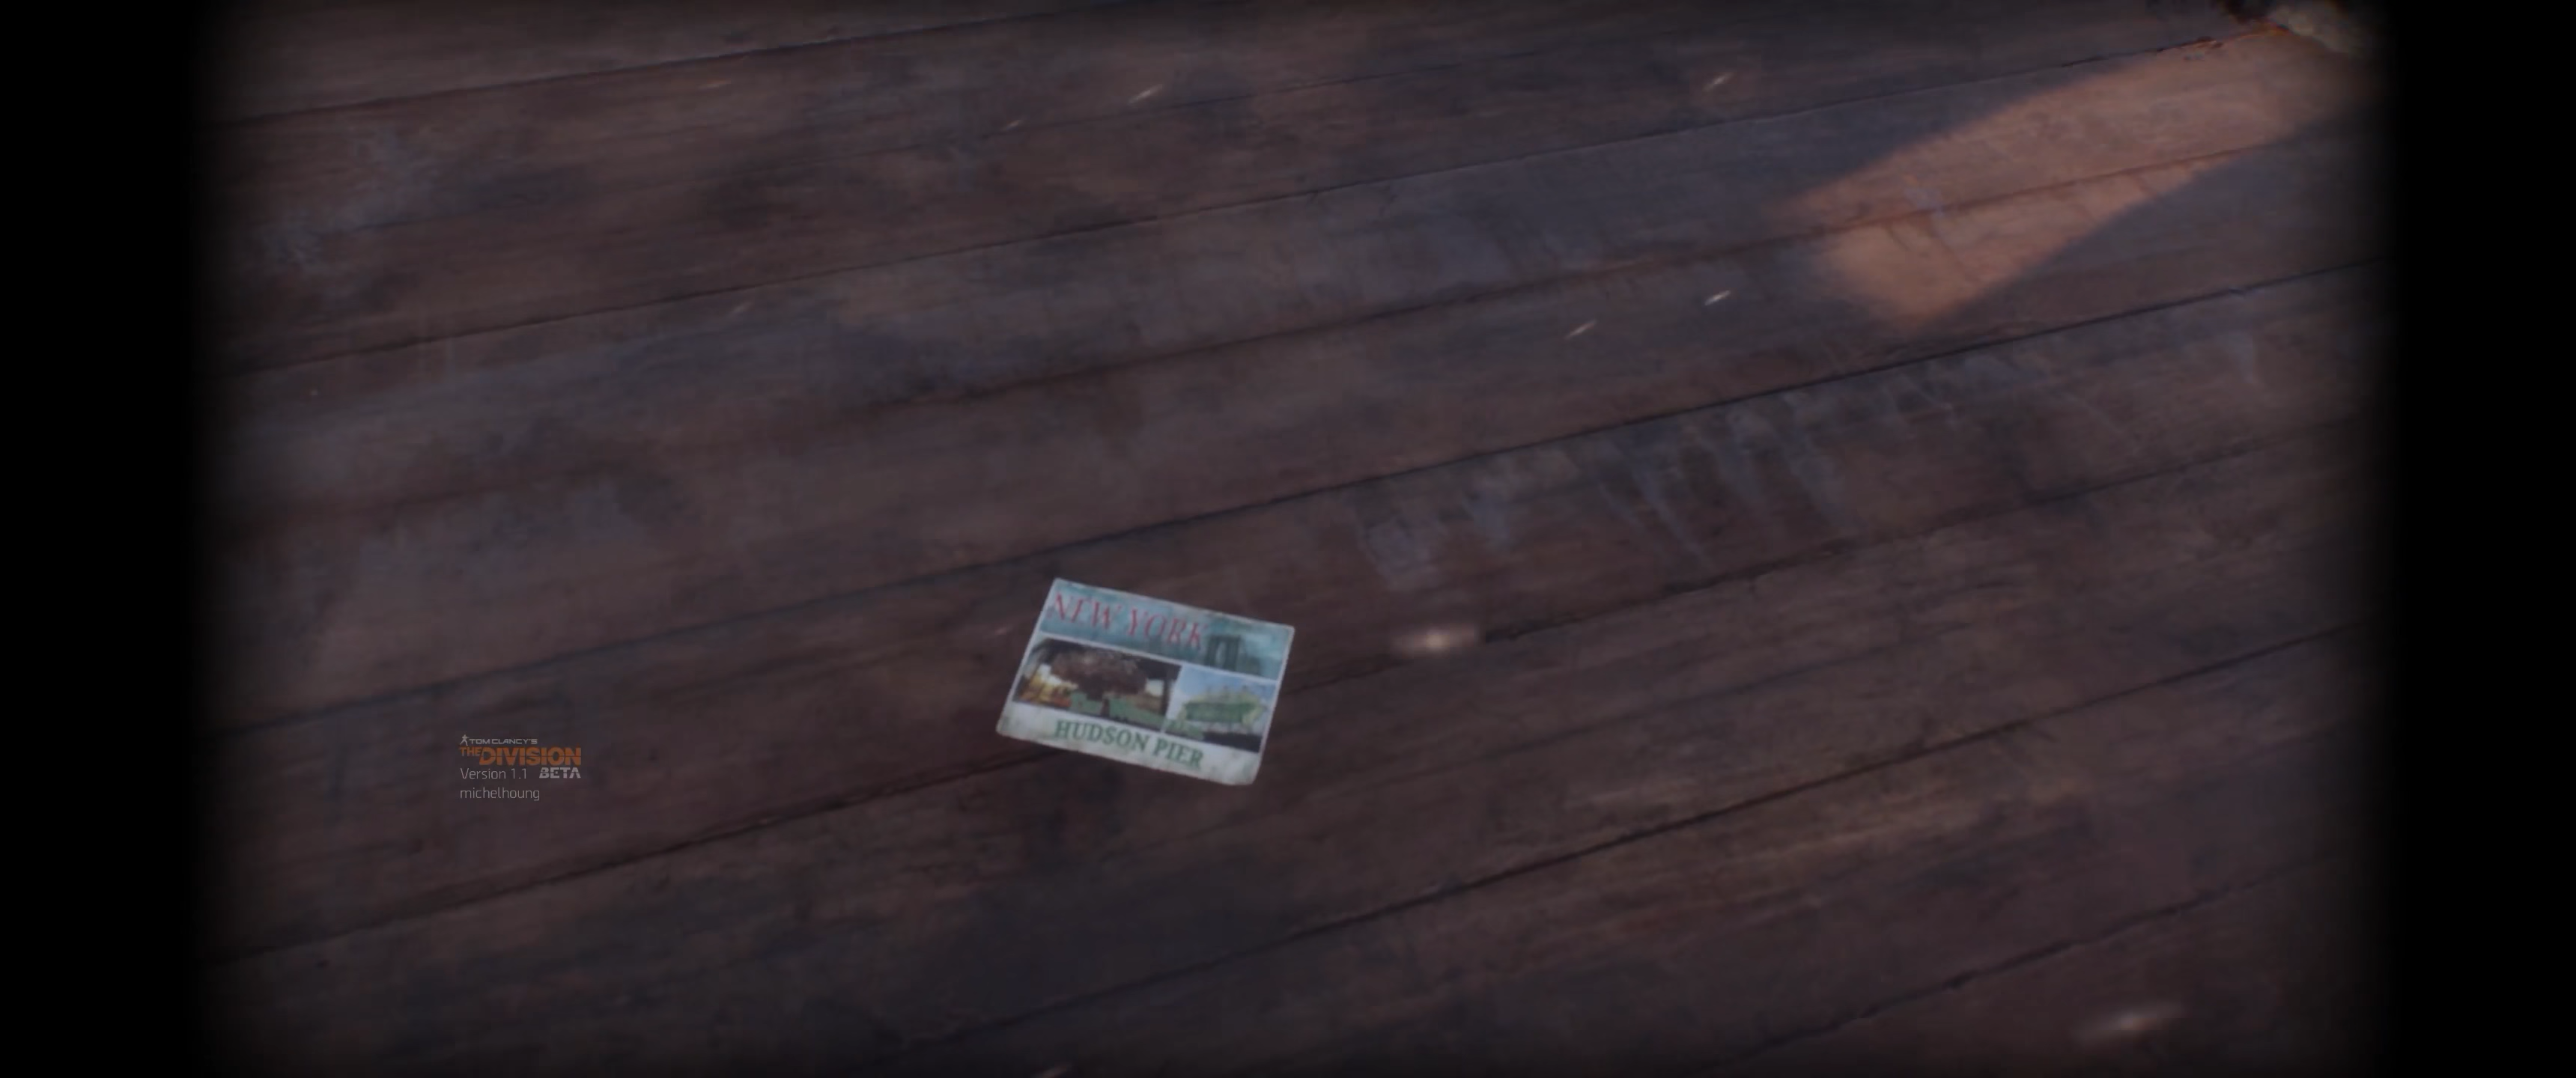 NEW YORK
HUDSON PIER
TOM CLANCY'S
THE DIVISION
Version 1.1 BETA
michelhoung